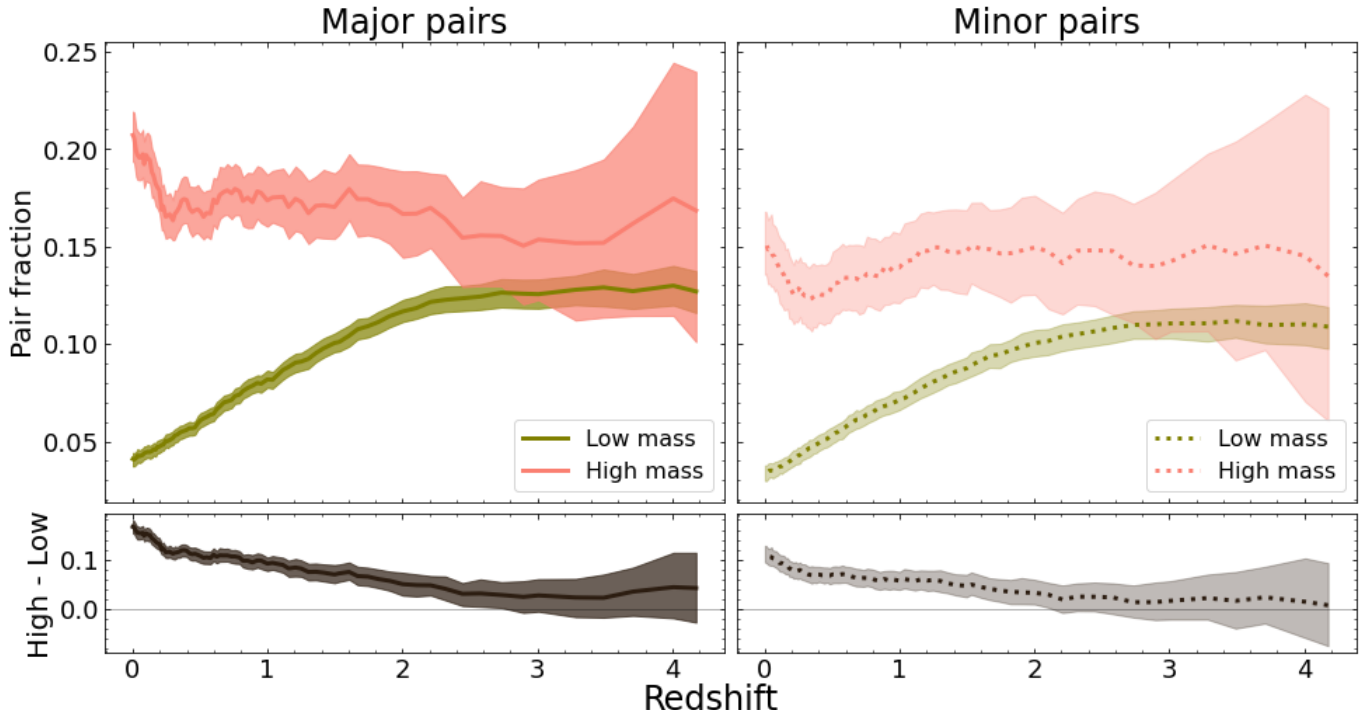 Major pairs
Minor pairs
Pair fraction
0.25
0.20
0.15
0.10
0.05
Low mass
High mass
Low mass
High mass
High - Low
0.1
0.0
0 1 2 3 4
0 1 2 3 4
Redshift